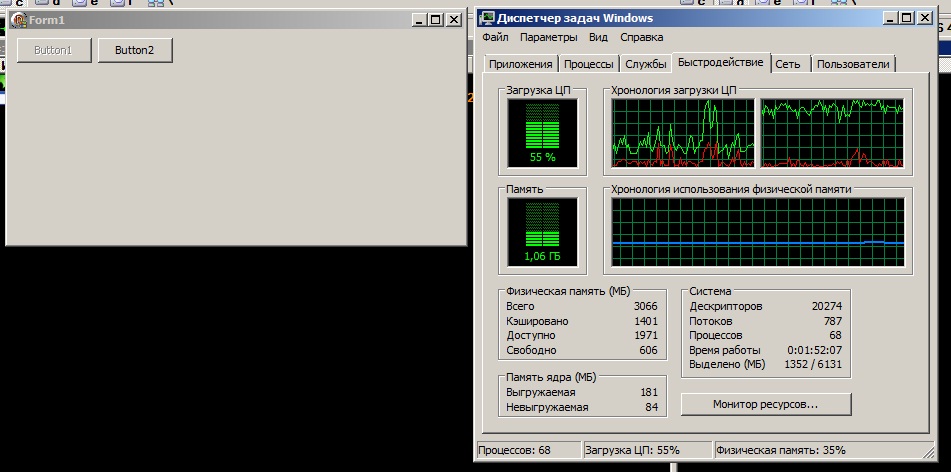 c d e f \
c d e f \
Form1
Button1 Button2
Диспетчер задач Windows
Файл Параметры Вид Справка
Приложения Процессы Службы Быстродействие Сеть Пользователи
Загрузка ЦП
55 %
Хронология загрузки ЦП
Память
1,06 ГБ
Хронология использования физической памяти
Физическая память (МБ)
Всего 3066
Кэшировано 1401
Доступно 1971
Свободно 606
Память ядра (МБ)
Выгружаемая 181
Невыгружаемая 84
Система
Дескрипторов 20274
Потоков 787
Процессов 68
Время работы 0:01:52:07
Выделено (МБ) 1352 / 6131
Монитор ресурсов...
Процессов: 68 Загрузка ЦП: 55% Физическая память: 35%